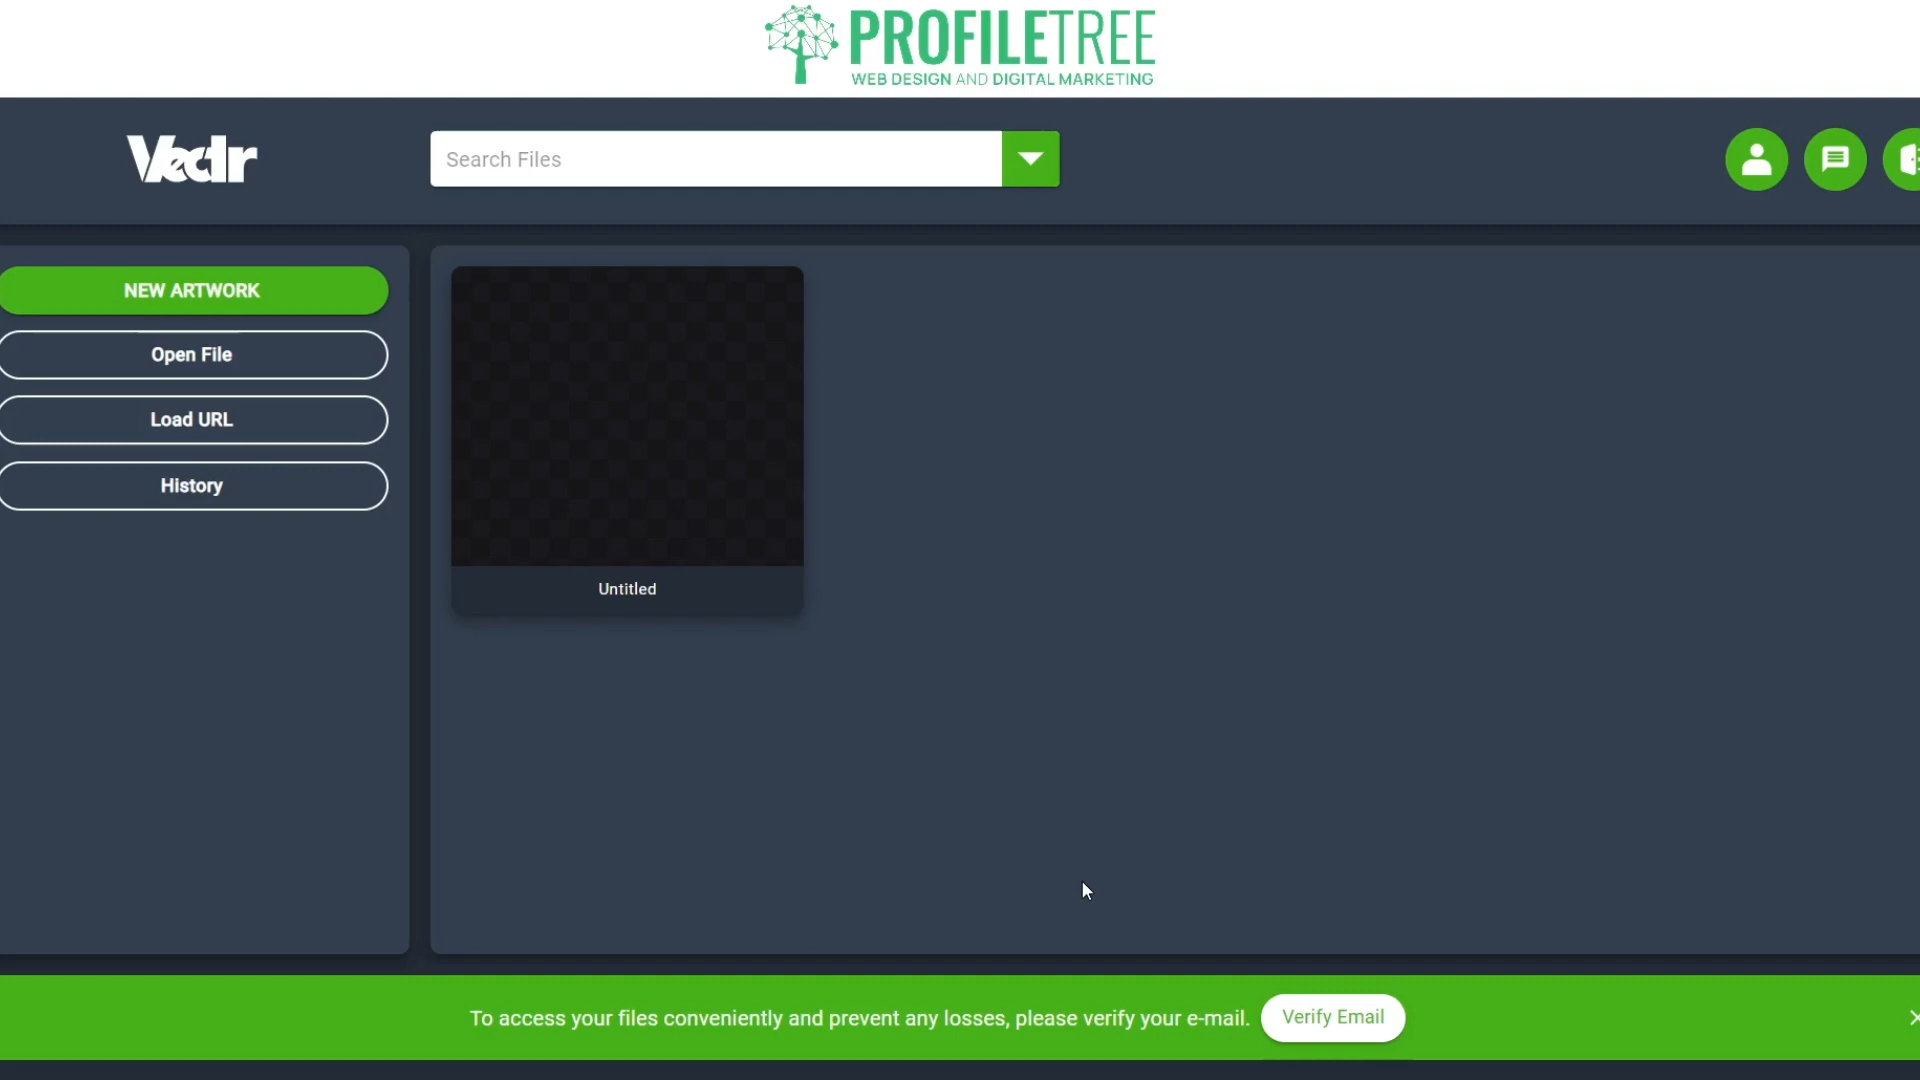 PROFILETREE
WEB DESIGN AND DIGITAL MARKETING
Vectr
Search Files
NEW ARTWORK
Open File
Load URL
History
Untitled
To access your files conveniently and prevent any losses, please verify your e-mail. Verify Email